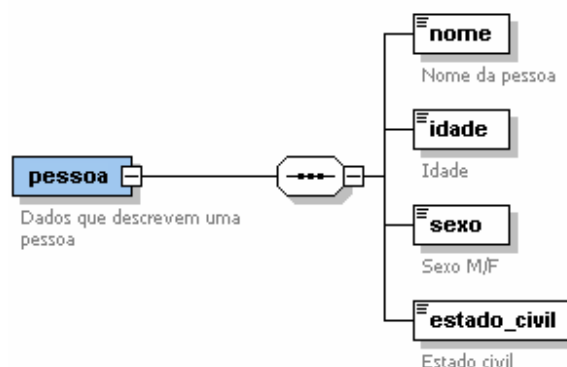 nome
Nome da pessoa
idade
Idade
pessoa
Dados que descrevem uma
pessoa
sexo
Sexo M/F
estado_civil
Estado civil